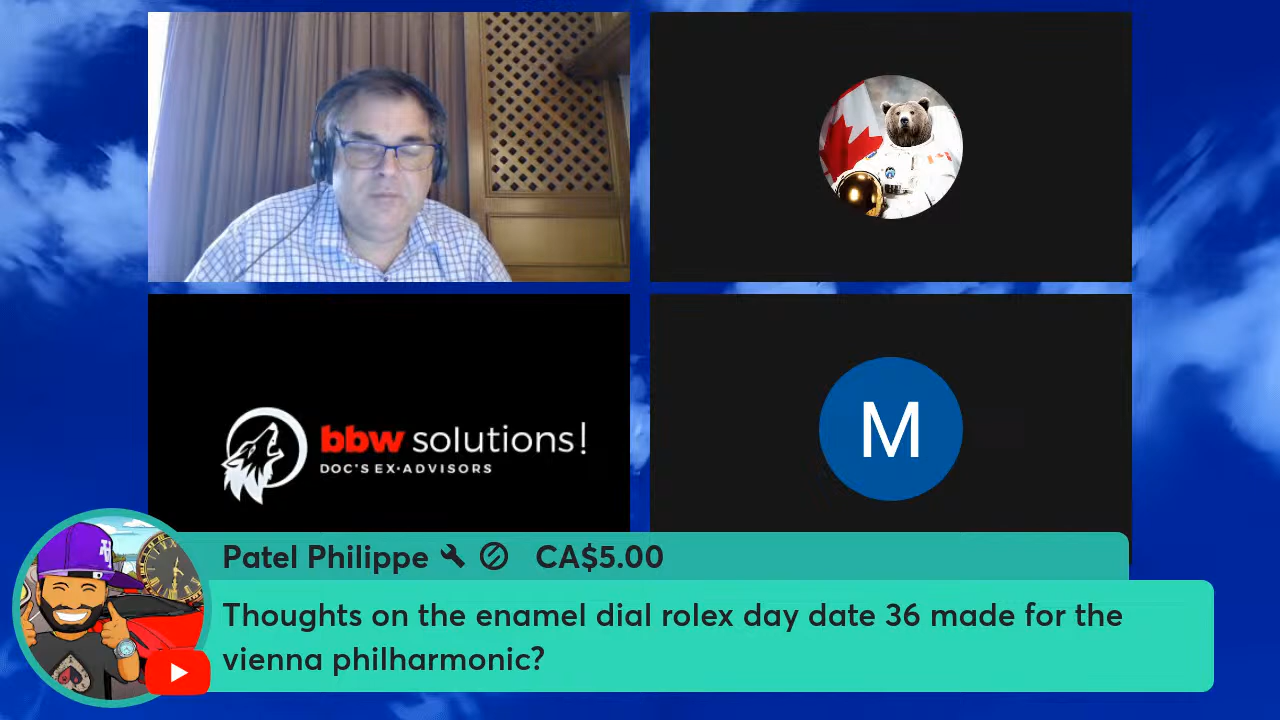 bbw solutions!
DOC'S EX-ADVISORS
M
Patel Philippe CA$5.00
Thoughts on the enamel dial rolex day date 36 made for the
vienna philharmonic?